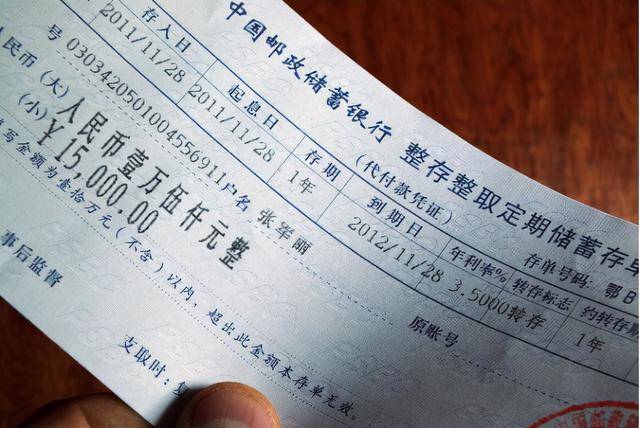 中国邮政储蓄银行 整存整取定期储蓄存单
(代付款凭证)
存单号码: 鄂B
存入日 起息日 存期 到期日 年利率% 转存标志 约转存期
2011/11/28 2011/11/28 1年 2012/11/28 3.5000 转存 1年
号 03034205010045569 11 户名 张军丽 原账号
人民币 (大) 人民币壹万伍仟元整
(小) ¥15,000.00
写金额为壹拾万元(不含)以内,超出此金额本存单无效。
事后监督
支取时: